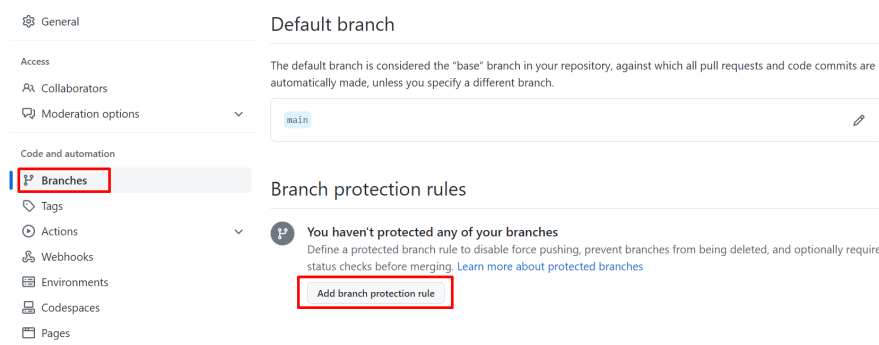 General
Access
Collaborators
Moderation options
Code and automation
Branches
Tags
Actions
Webhooks
Environments
Codespaces
Pages
Default branch
The default branch is considered the “base” branch in your repository, against which all pull requests and code commits are
automatically made, unless you specify a different branch.
main
Branch protection rules
You haven't protected any of your branches
Define a protected branch rule to disable force pushing, prevent branches from being deleted, and optionally require
status checks before merging. Learn more about protected branches
Add branch protection rule